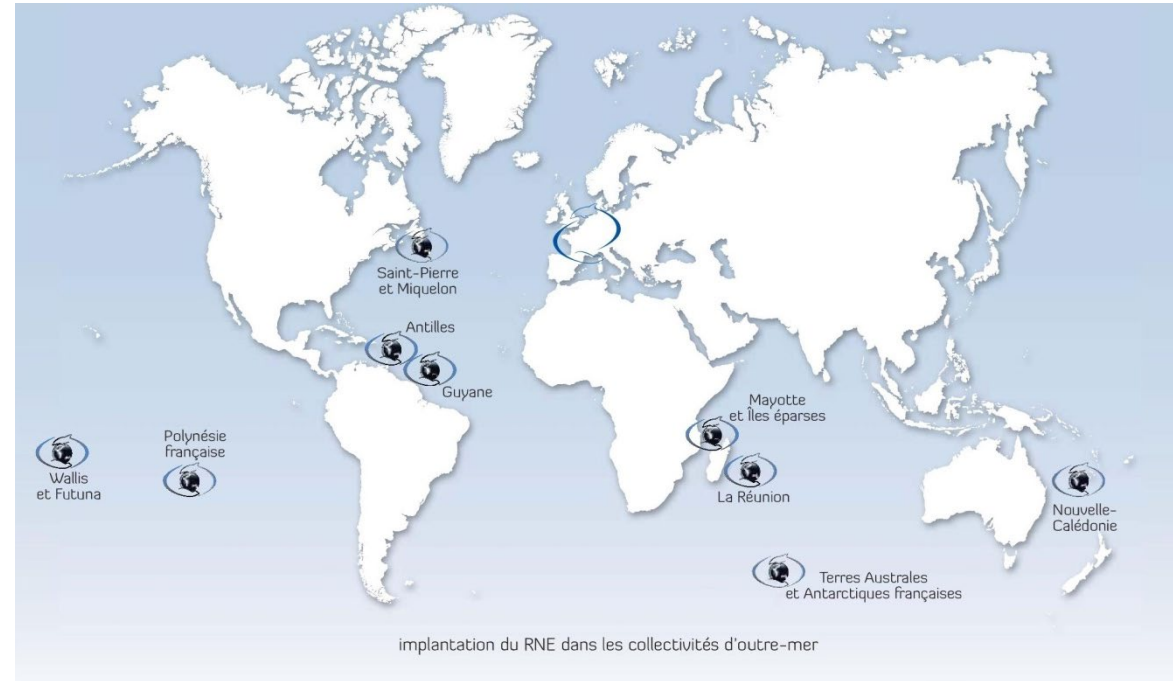 Saint-Pierre
et Miquelon
Antilles
Guyane
Mayotte
et Îles éparses
Polynésie
française
Wallis
et Futuna
La Réunion
Nouvelle-
Calédonie
Terres Australes
et Antarctiques françaises
implantation du RNE dans les collectivités d'outre-mer